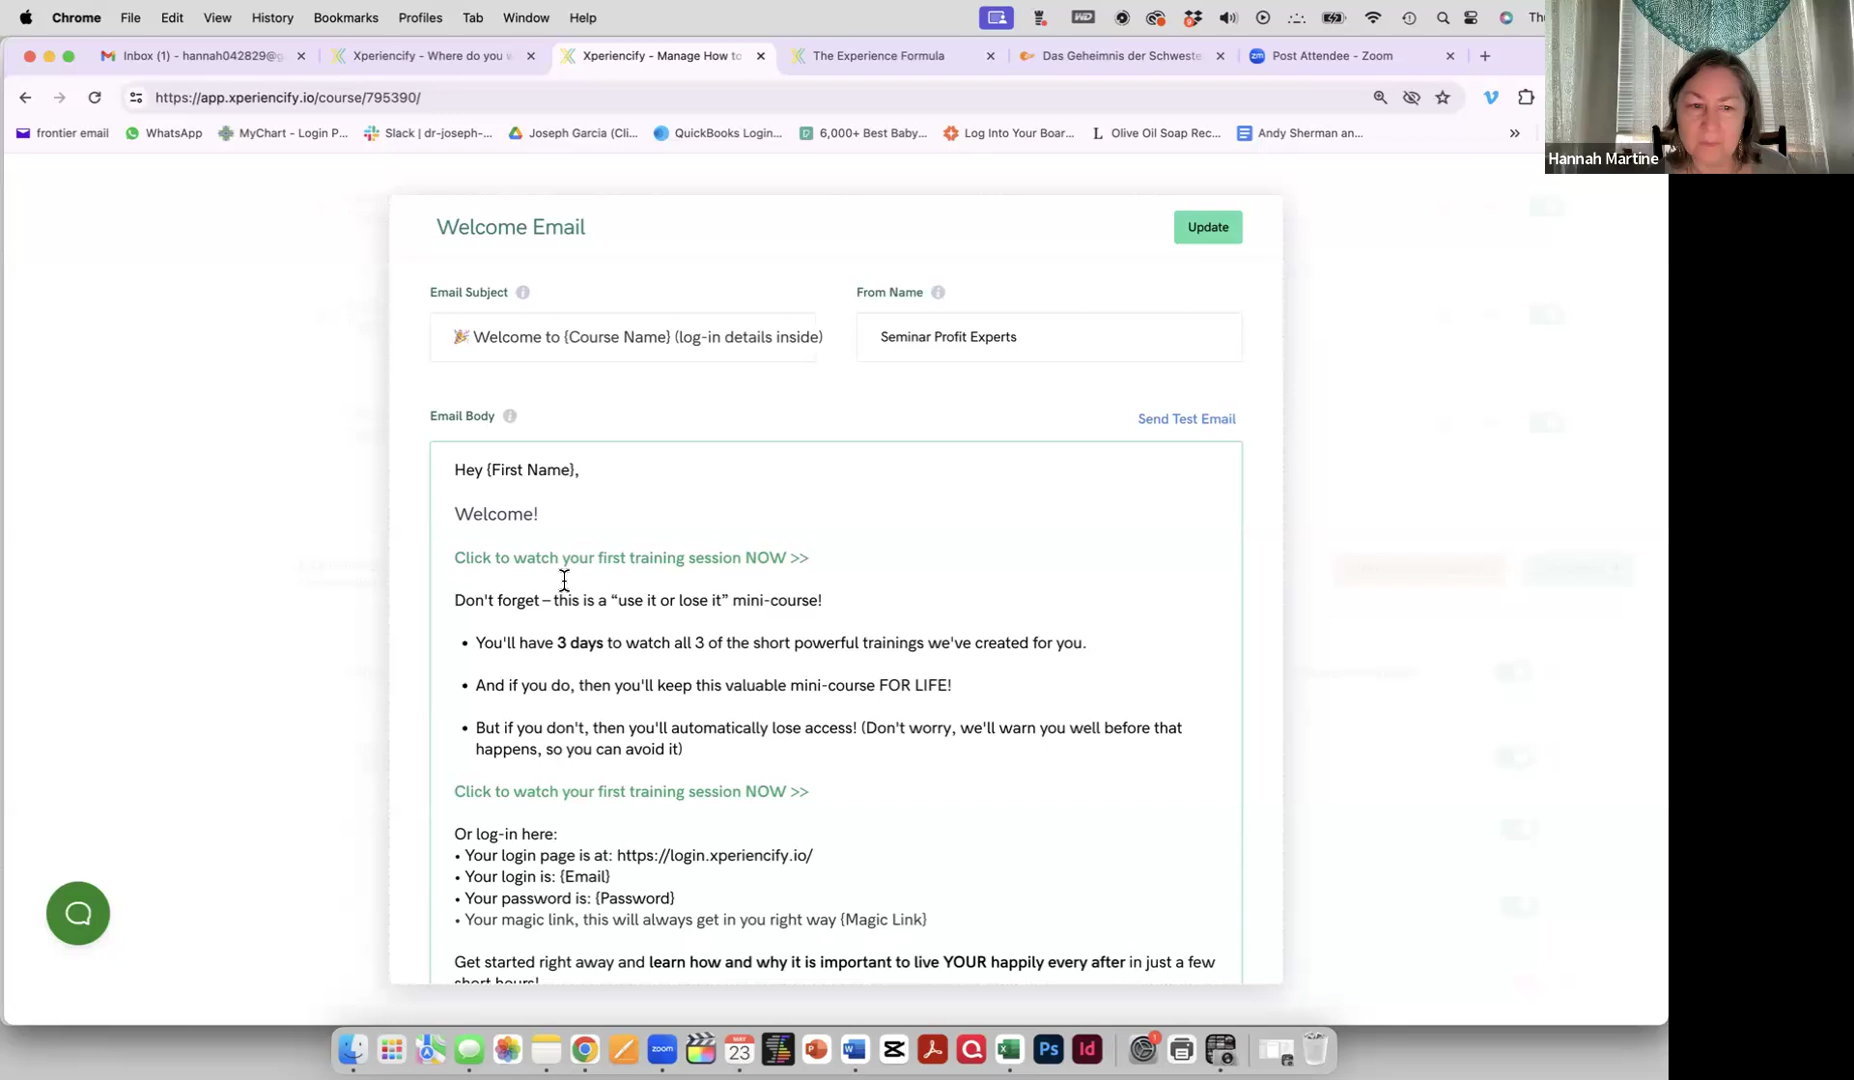 Chrome File Edit View History Bookmarks Profiles Tab Window Help
Inbox (1) - hannah042829@g
Xperiencify - Where do you w
Xperiencify - Manage How to
The Experience Formula
Das Geheimnis der Schweste
zm Post Attendee - Zoom
https://app.xperiencify.io/course/795390/
frontier email
WhatsApp
MyChart - Login P...
Slack | dr-joseph-...
Joseph Garcia (Cli...
QuickBooks Login...
6,000+ Best Baby...
Log Into Your Boar...
Olive Oil Soap Rec...
Andy Sherman an...
Hannah Martine
Welcome Email
Update
Email Subject
From Name
🎉 Welcome to {Course Name} (log-in details inside)
Seminar Profit Experts
Email Body
Send Test Email
Hey {First Name},
Welcome!
Click to watch your first training session NOW >>
Don't forget – this is a “use it or lose it” mini-course!
• You'll have 3 days to watch all 3 of the short powerful trainings we've created for you.
• And if you do, then you'll keep this valuable mini-course FOR LIFE!
• But if you don't, then you'll automatically lose access! (Don't worry, we'll warn you well before that
happens, so you can avoid it)
Click to watch your first training session NOW >>
Or log-in here:
• Your login page is at: https://login.xperiencify.io/
• Your login is: {Email}
• Your password is: {Password}
• Your magic link, this will always get in you right way {Magic Link}
Get started right away and learn how and why it is important to live YOUR happily every after in just a few
short hours!
zoom
MAY
23
Ps
Id
1